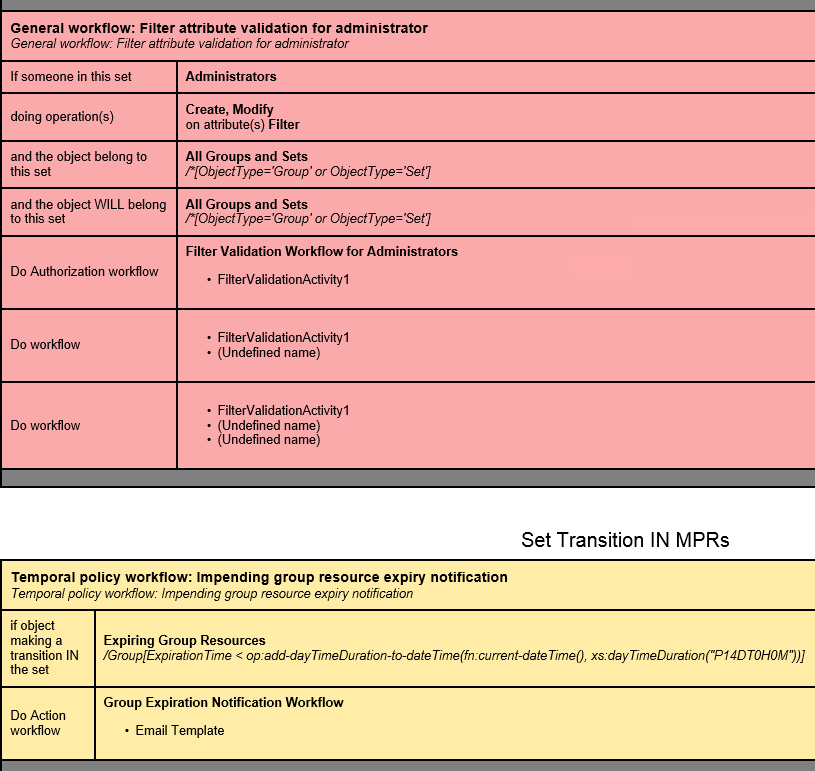 General workflow: Filter attribute validation for administrator
General workflow: Filter attribute validation for administrator
If someone in this set
Administrators
doing operation(s)
Create, Modify
on attribute(s) Filter
and the object belong to
this set
All Groups and Sets
/*[ObjectType='Group' or ObjectType='Set']
and the object WILL belong
to this set
All Groups and Sets
/*[ObjectType='Group' or ObjectType='Set']
Do Authorization workflow
Filter Validation Workflow for Administrators
• FilterValidationActivity1
Do workflow
• FilterValidationActivity1
• (Undefined name)
Do workflow
• FilterValidationActivity1
• (Undefined name)
• (Undefined name)
Set Transition IN MPRs
Temporal policy workflow: Impending group resource expiry notification
Temporal policy workflow: Impending group resource expiry notification
if object
making a
transition IN
the set
Expiring Group Resources
/Group[ExpirationTime < op:add-dayTimeDuration-to-dateTime(fn:current-dateTime(), xs:dayTimeDuration("P14DT0H0M"))]
Do Action
workflow
Group Expiration Notification Workflow
• Email Template